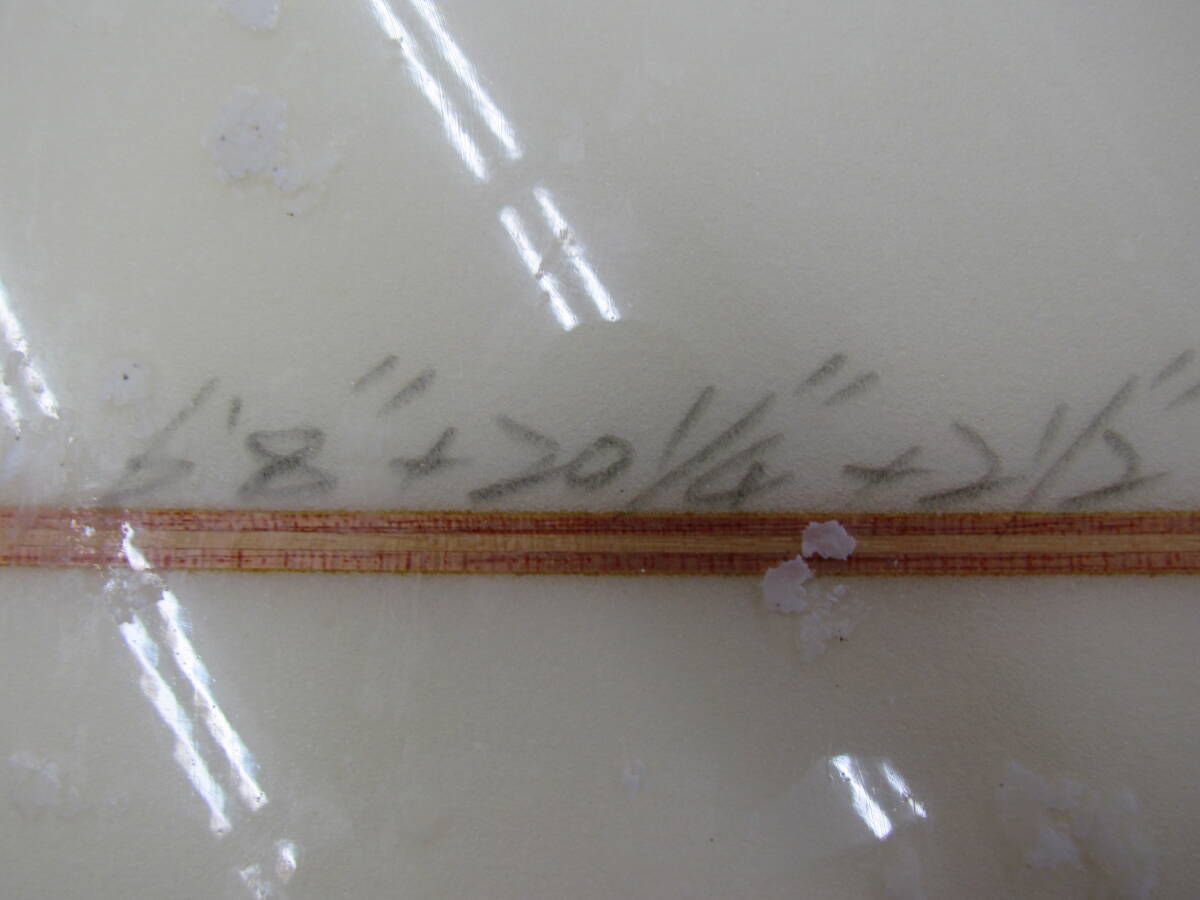 6'8" + 20 1/4" + 2 1/2"